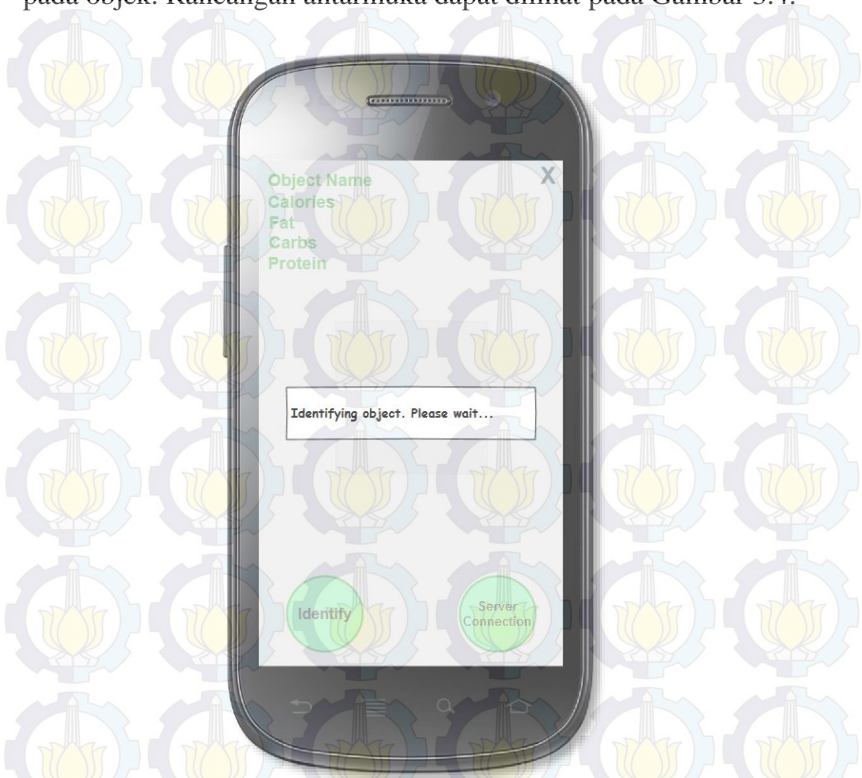 pada objek. Rancangan antarmuka dapat dilihat pada Gambar 3.4.
Object Name
X
Calories
Fat
Carbs
Protein
Identifying object. Please wait...
Identify
Server
Connection